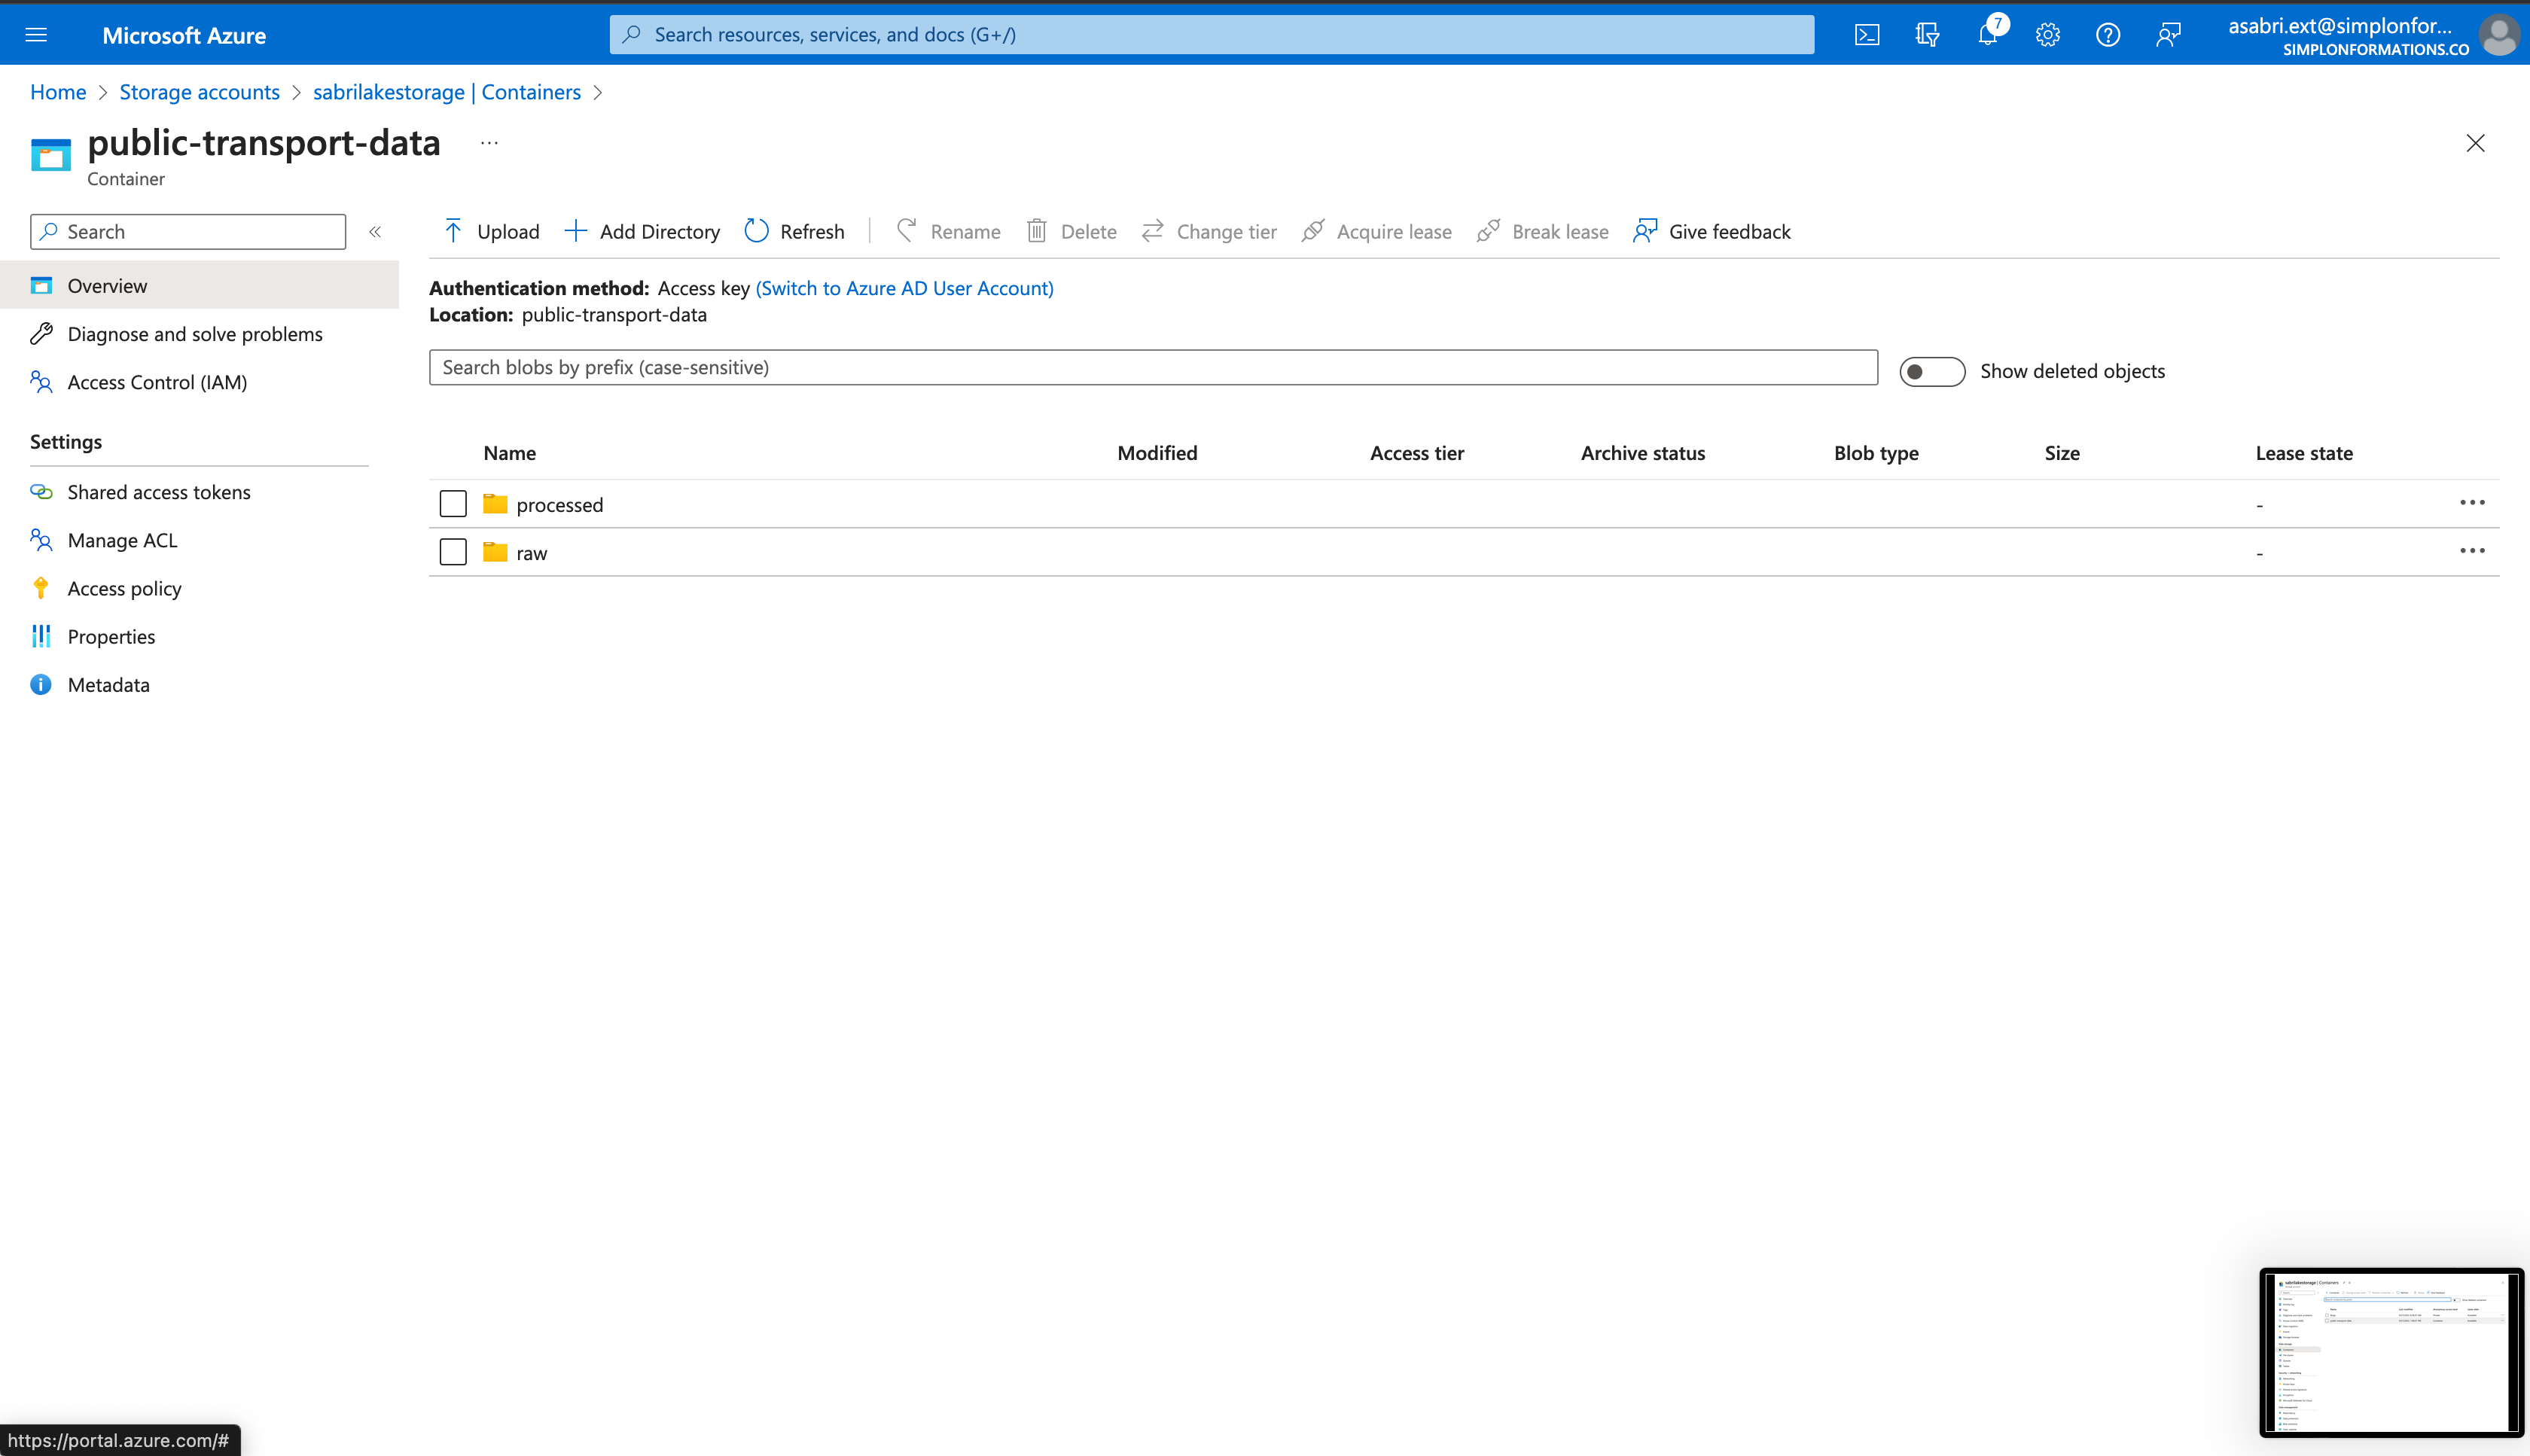 Microsoft Azure
Search resources, services, and docs (G+/)
7
asabri.ext@simplonfor...
SIMPLONFORMATIONS.CO
Home > Storage accounts > sabrilakestorage | Containers >
public-transport-data ...
Container
Search «
Upload Add Directory Refresh Rename Delete Change tier Acquire lease Break lease Give feedback
Overview
Diagnose and solve problems
Access Control (IAM)
Settings
Shared access tokens
Manage ACL
Access policy
Properties
Metadata
Authentication method: Access key (Switch to Azure AD User Account)
Location: public-transport-data
Search blobs by prefix (case-sensitive)
Show deleted objects
Name Modified Access tier Archive status Blob type Size Lease state
processed - ...
raw - ...
sabrilakestorage | Containers
https://portal.azure.com/#